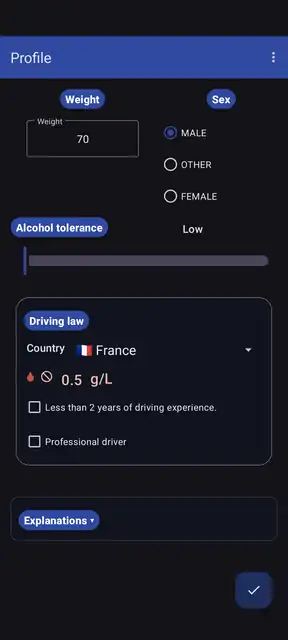 Profile
Weight
Sex
Weight
70
MALE
OTHER
FEMALE
Alcohol tolerance
Low
Driving law
Country 🇫🇷 France
0.5 g/L
Less than 2 years of driving experience.
Professional driver
Explanations ▾